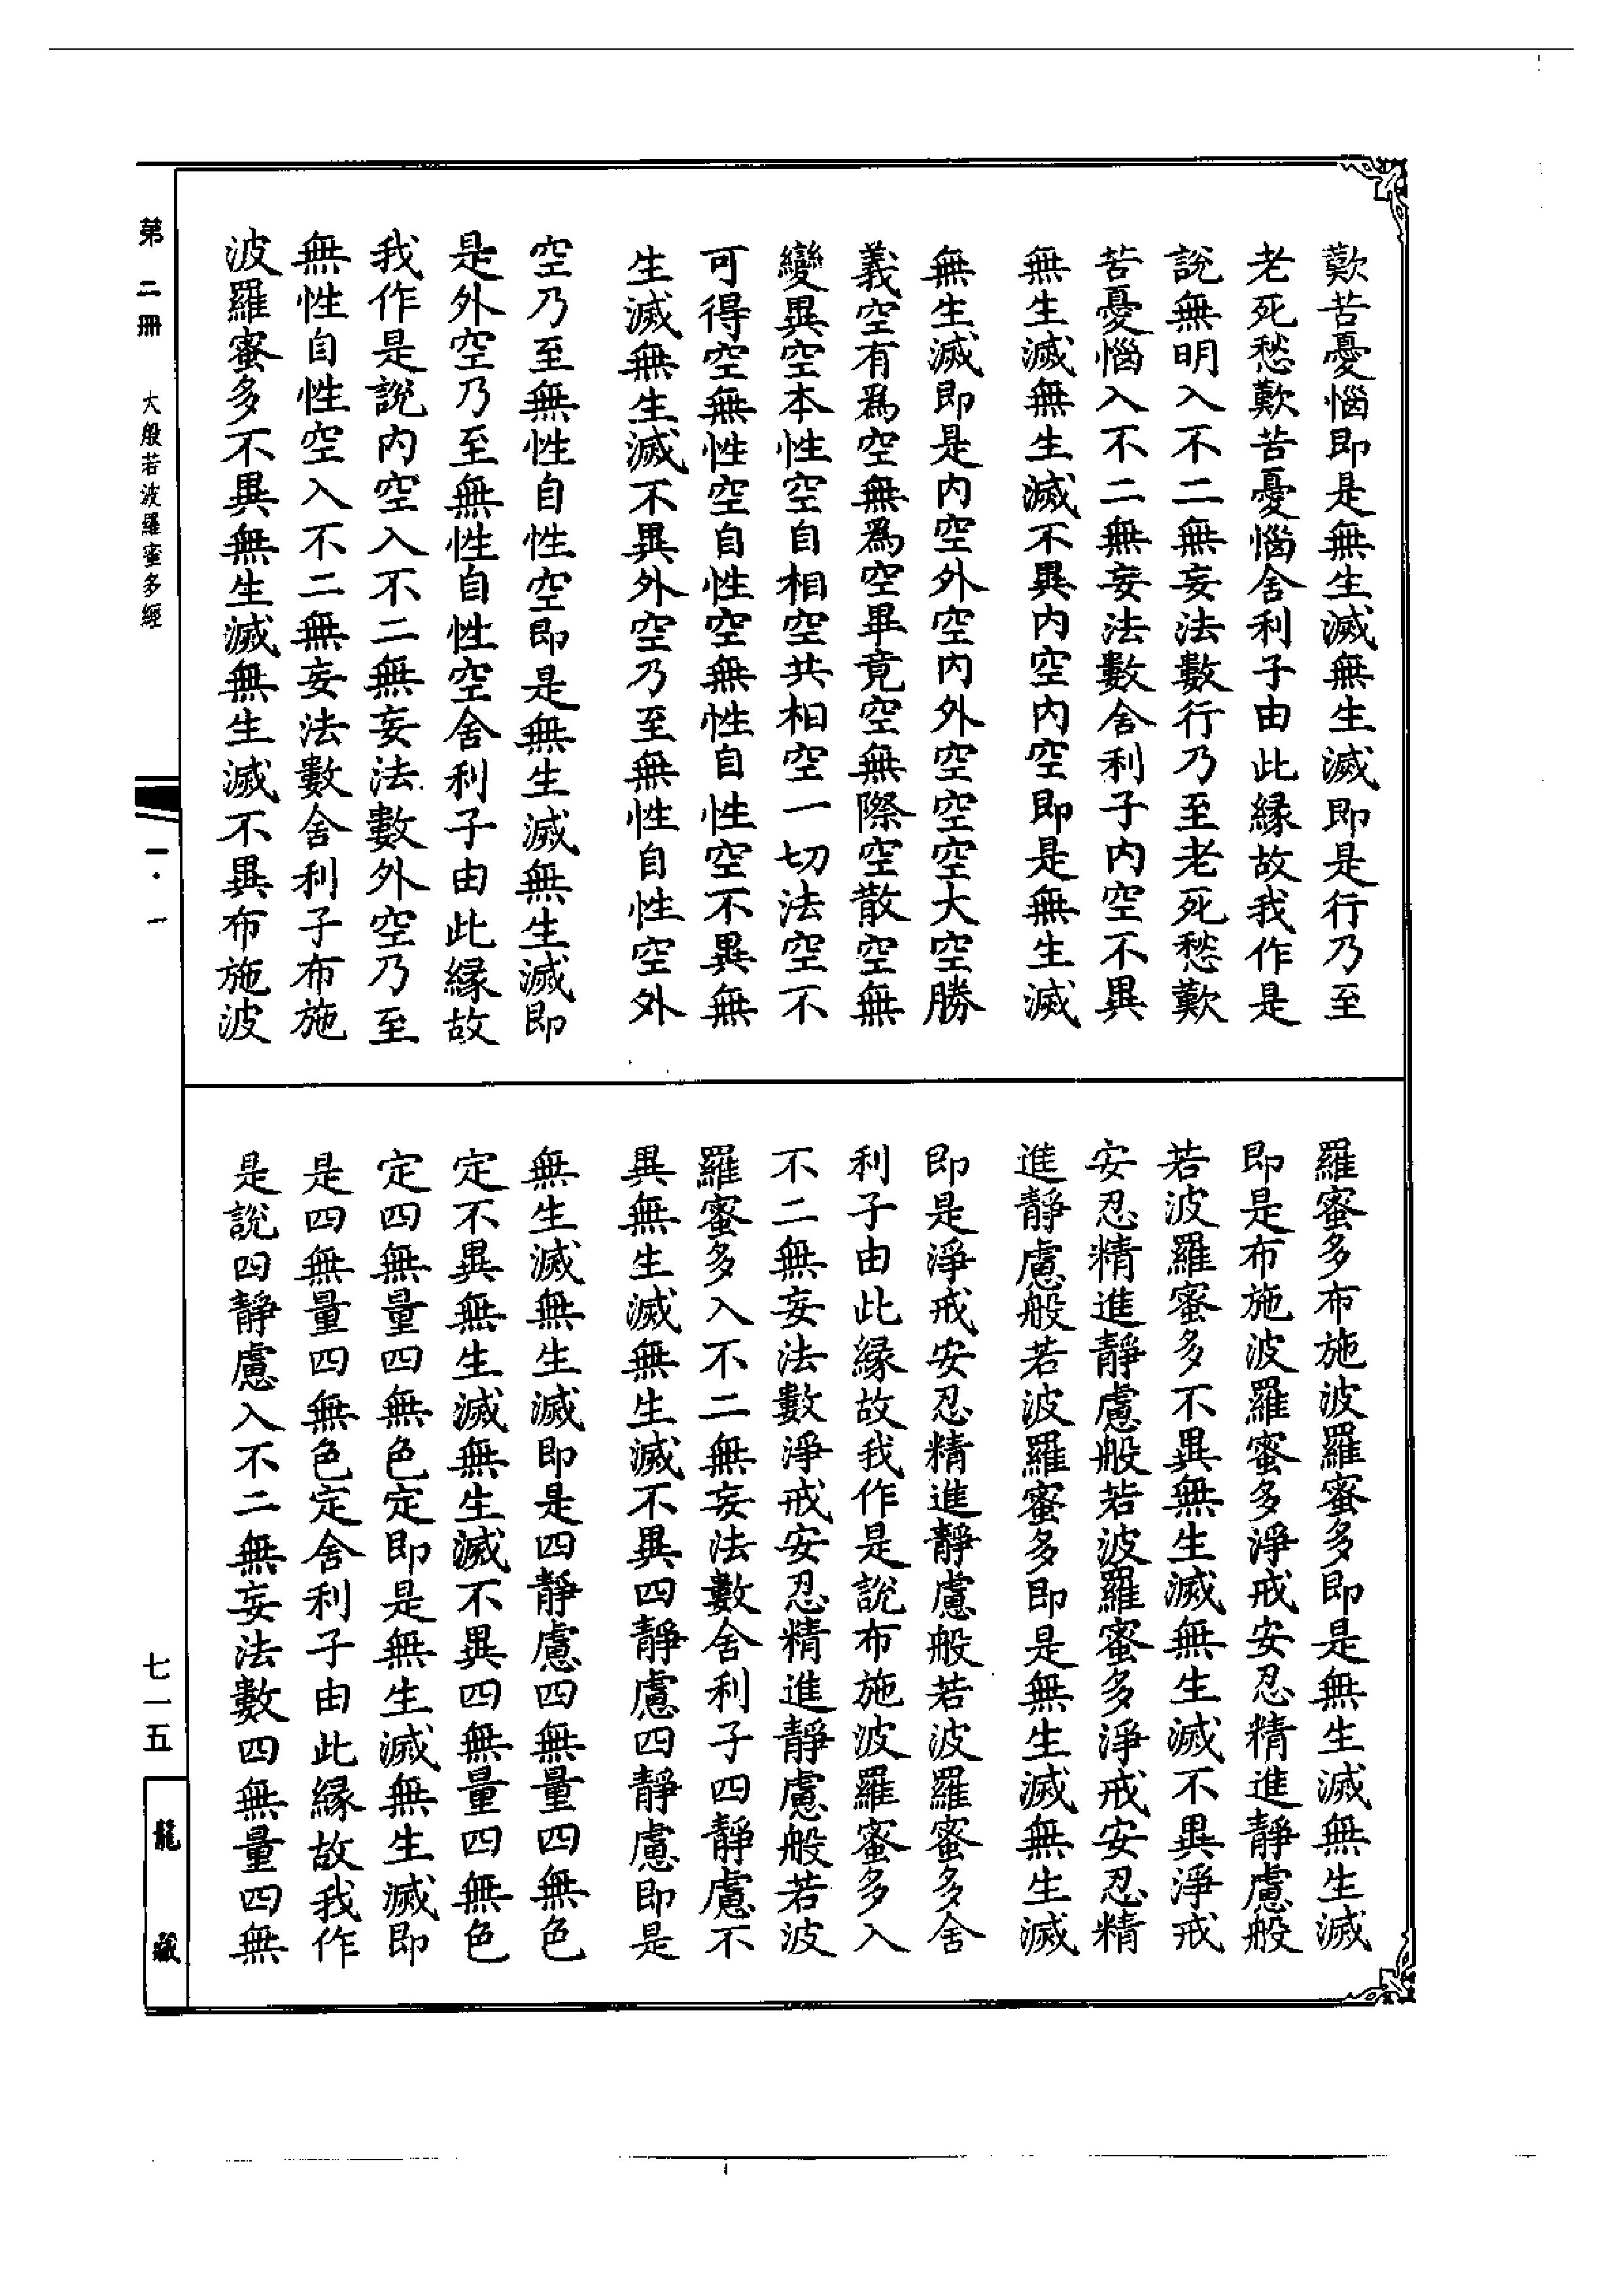 歎苦憂惱即是無生滅無生滅即是行乃至
老死愁歎苦憂惱舍利子由此緣故我作是
說無明入不二無妄法數行乃至老死愁歎
苦憂惱入不二無妄法數舍利子內空不異
無生滅無生滅不異內空內空即是無生滅
無生滅即是內空外空內外空空空大空勝
義空有爲空無爲空畢竟空無際空散空無
變異空本性空自相空共相空一切法空不
可得空無性空自性空無性自性空不異無
生滅無生滅不異外空乃至無性自性空外
空乃至無性自性空即是無生滅無生滅即
是外空乃至無性自性空舍利子由此緣故
我作是說內空入不二無妄法數外空乃至
無性自性空入不二無妄法數舍利子布施
波羅蜜多不異無生滅無生滅不異布施波
羅蜜多布施波羅蜜多即是無生滅無生滅
即是布施波羅蜜多淨戒安忍精進靜慮般
若波羅蜜多不異無生滅無生滅不異淨戒
安忍精進靜慮般若波羅蜜多淨戒安忍精
進靜慮般若波羅蜜多即是無生滅無生滅
即是淨戒安忍精進靜慮般若波羅蜜多舍
利子由此緣故我作是說布施波羅蜜多入
不二無妄法數淨戒安忍精進靜慮般若波
羅蜜多入不二無妄法數舍利子四靜慮不
異無生滅無生滅不異四靜慮四靜慮即是
無生滅無生滅即是四靜慮四無量四無色
定不異無生滅無生滅不異四無量四無色
定四無量四無色定即是無生滅無生滅即
是四無量四無色定舍利子由此緣故我作
是說四靜慮入不二無妄法數四無量四無
第二冊 大般若波羅蜜多經 一·一 七一五
龍藏